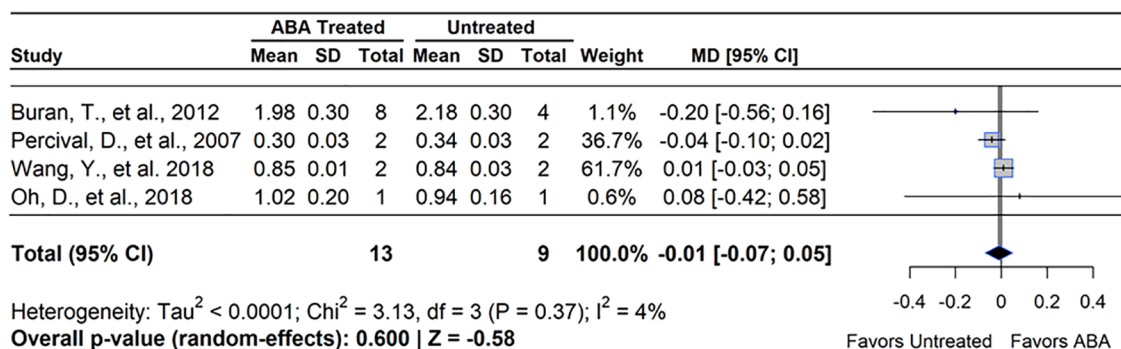 ABA Treated Untreated
Study Mean SD Total Mean SD Total Weight MD [95% CI]
Buran, T., et al., 2012 1.98 0.30 8 2.18 0.30 4 1.1% -0.20 [-0.56; 0.16]
Percival, D., et al., 2007 0.30 0.03 2 0.34 0.03 2 36.7% -0.04 [-0.10; 0.02]
Wang, Y., et al. 2018 0.85 0.01 2 0.84 0.03 2 61.7% 0.01 [-0.03; 0.05]
Oh, D., et al., 2018 1.02 0.20 1 0.94 0.16 1 0.6% 0.08 [-0.42; 0.58]
Total (95% CI) 13 9 100.0% -0.01 [-0.07; 0.05]
-0.4 -0.2 0 0.2 0.4
Heterogeneity: Tau² < 0.0001; Chi² = 3.13, df = 3 (P = 0.37); I² = 4%
Overall p-value (random-effects): 0.600 | Z = -0.58
Favors Untreated Favors ABA